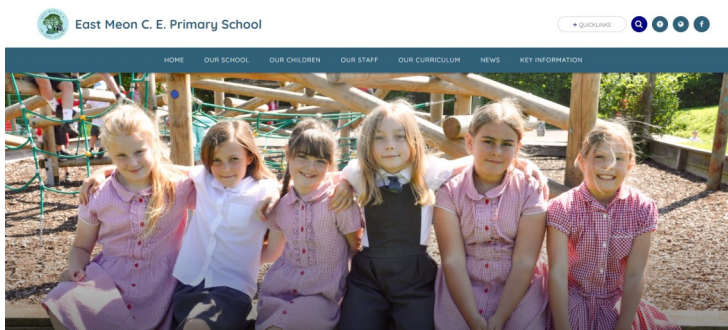 East Meon C. E. Primary School
+ QUICKLINKS
HOME OUR SCHOOL OUR CHILDREN OUR STAFF OUR CURRICULUM NEWS KEY INFORMATION